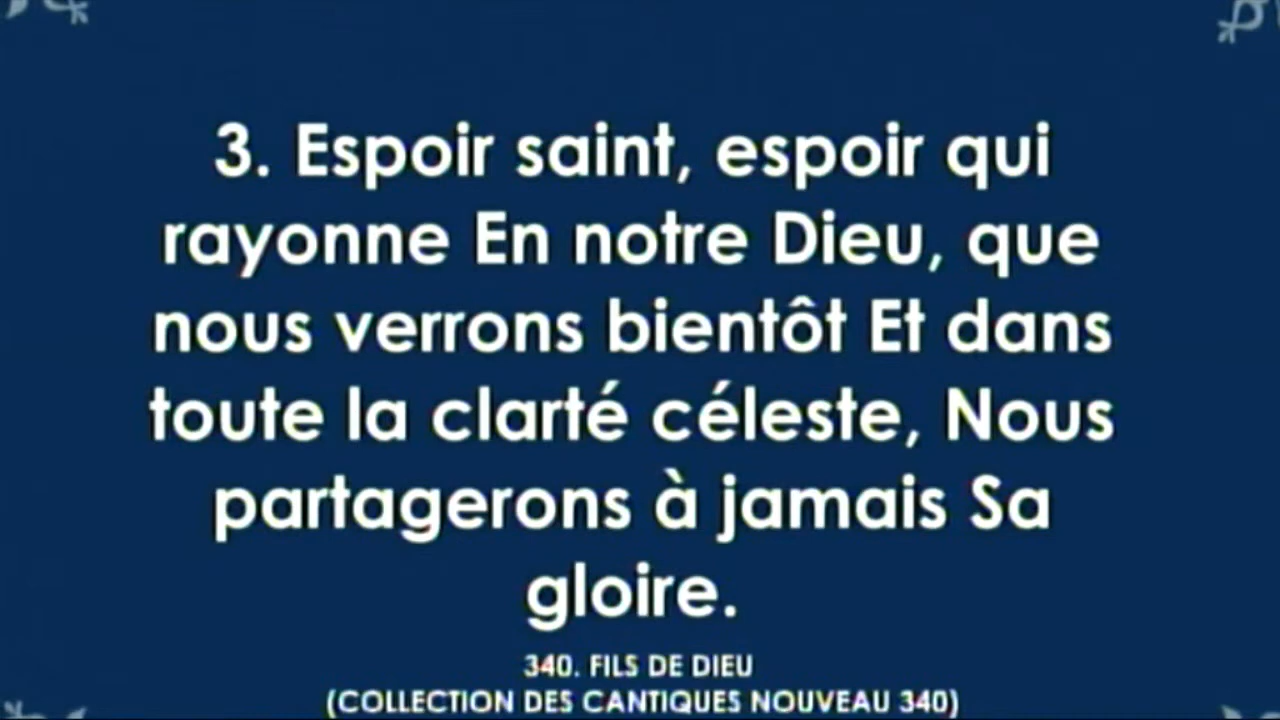 3. Espoir saint, espoir qui
rayonne En notre Dieu, que
nous verrons bientôt Et dans
toute la clarté céleste, Nous
partagerons à jamais Sa
gloire.
340. FILS DE DIEU
(COLLECTION DES CANTIQUES NOUVEAU 340)